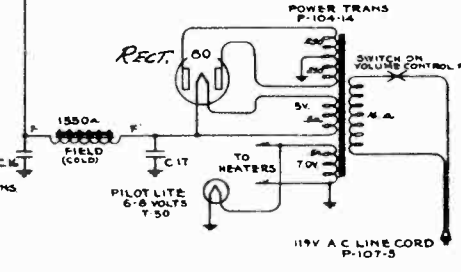 POWER TRANS
P-104-14
RECT.
80
SWITCH ON
VOLUME CONTROL
5V.
1550Ω
FIELD
(COLD)
C 16
C 17
TO
HEATERS
7.0V
PILOT LITE
6-8 VOLTS
T-50
119V A C LINE CORD
P-107-5